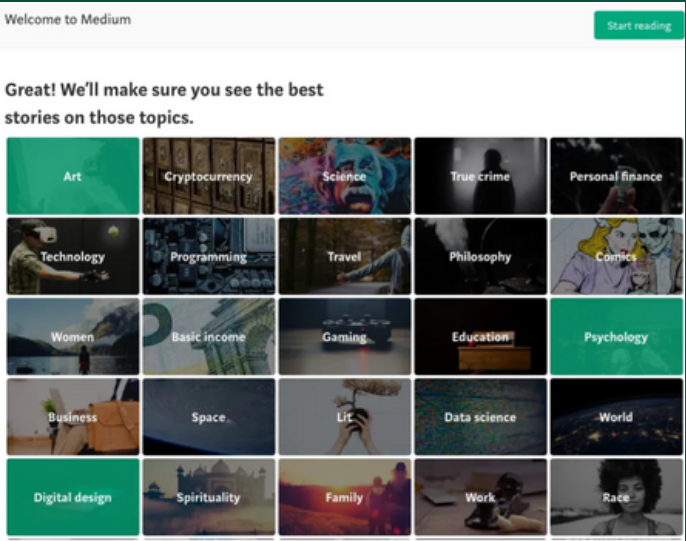 Welcome to Medium
Start reading
Great! We'll make sure you see the best
stories on those topics.
Art
Cryptocurrency
Science
True crime
Personal finance
Technology
Programming
Travel
Philosophy
Comics
Women
Basic income
Gaming
Education
Psychology
Business
Space
Lit
Data science
World
Digital design
Spirituality
Family
Work
Race